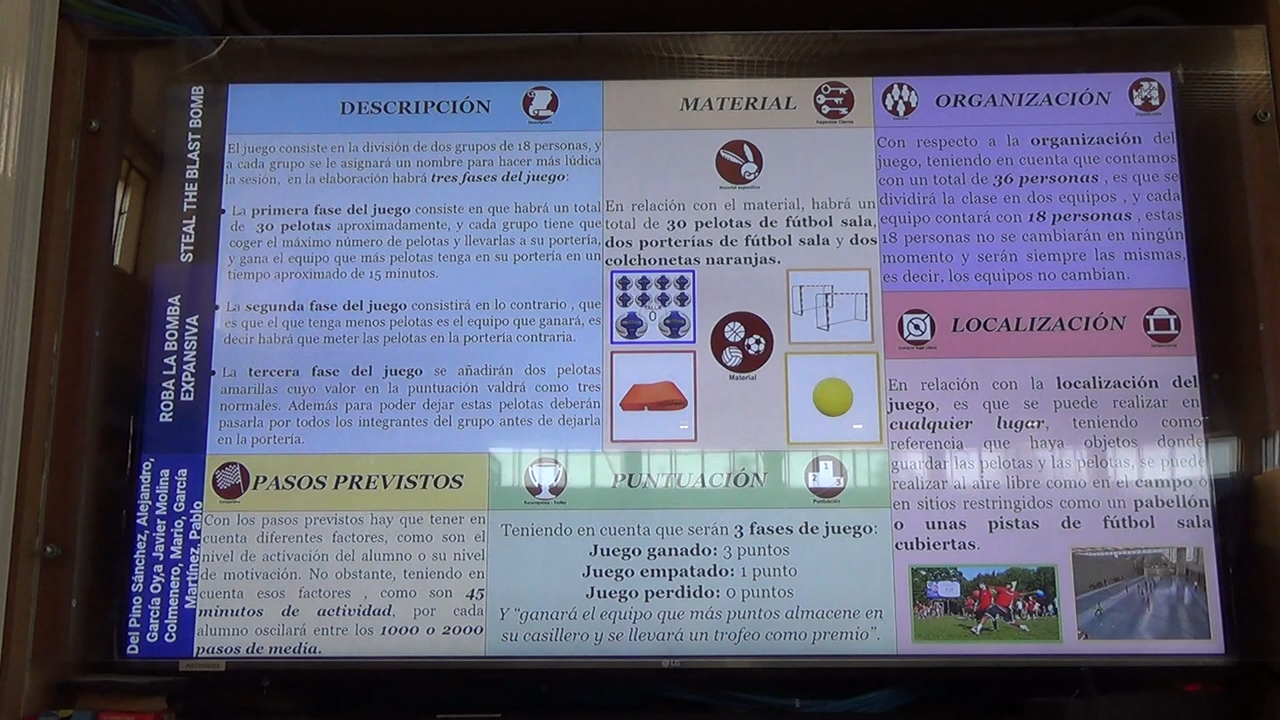 STEAL THE BLAST BOMB
ROBA LA BOMBA
EXPANSIVA
Del Pino Sánchez, Alejandro,
García Oy,a Javier Molina
Colmenero, Mario, García
Martínez, Pablo
DESCRIPCIÓN
El juego consiste en la división de dos grupos de 18 personas, y
a cada grupo se le asignará un nombre para hacer más lúdica
la sesión, en la elaboración habrá tres fases del juego:
La primera fase del juego consiste en que habrá un total
de 30 pelotas aproximadamente, y cada grupo tiene que
coger el máximo número de pelotas y llevarlas a su portería,
y gana el equipo que más pelotas tenga en su portería en un
tiempo aproximado de 15 minutos.
La segunda fase del juego consistirá en lo contrario , que
es que el que tenga menos pelotas es el equipo que ganará, es
decir habrá que meter las pelotas en la portería contraria.
La tercera fase del juego se añadirán dos pelotas
amarillas cuyo valor en la puntuación valdrá como tres
normales. Además para poder dejar estas pelotas deberán
pasarla por todos los integrantes del grupo antes de dejarla
en la portería.
MATERIAL
Material específico
En relación con el material, habrá un
total de 30 pelotas de fútbol sala,
dos porterías de fútbol sala y dos
colchonetas naranjas.
Material
ORGANIZACIÓN
Con respecto a la organización del
juego, teniendo en cuenta que contamos
con un total de 36 personas , es que se
dividirá la clase en dos equipos , y cada
equipo contará con 18 personas , estas
18 personas no se cambiarán en ningún
momento y serán siempre las mismas,
es decir, los equipos no cambian.
LOCALIZACIÓN
En relación con la localización del
juego, es que se puede realizar en
cualquier lugar, teniendo como
referencia que haya objetos donde
guardar las pelotas y las pelotas, se puede
realizar al aire libre como en el campo o
en sitios restringidos como un pabellón
o unas pistas de fútbol sala
cubiertas.
PASOS PREVISTOS
Con los pasos previstos hay que tener en
cuenta diferentes factores, como son el
nivel de activación del alumno o su nivel
de motivación. No obstante, teniendo en
cuenta esos factores , como son 45
minutos de actividad, por cada
alumno oscilará entre los 1000 o 2000
pasos de media.
PUNTUACIÓN
Puntuación
Teniendo en cuenta que serán 3 fases de juego:
Juego ganado: 3 puntos
Juego empatado: 1 punto
Juego perdido: 0 puntos
Y “ganará el equipo que más puntos almacene en
su casillero y se llevará un trofeo como premio”.
LG